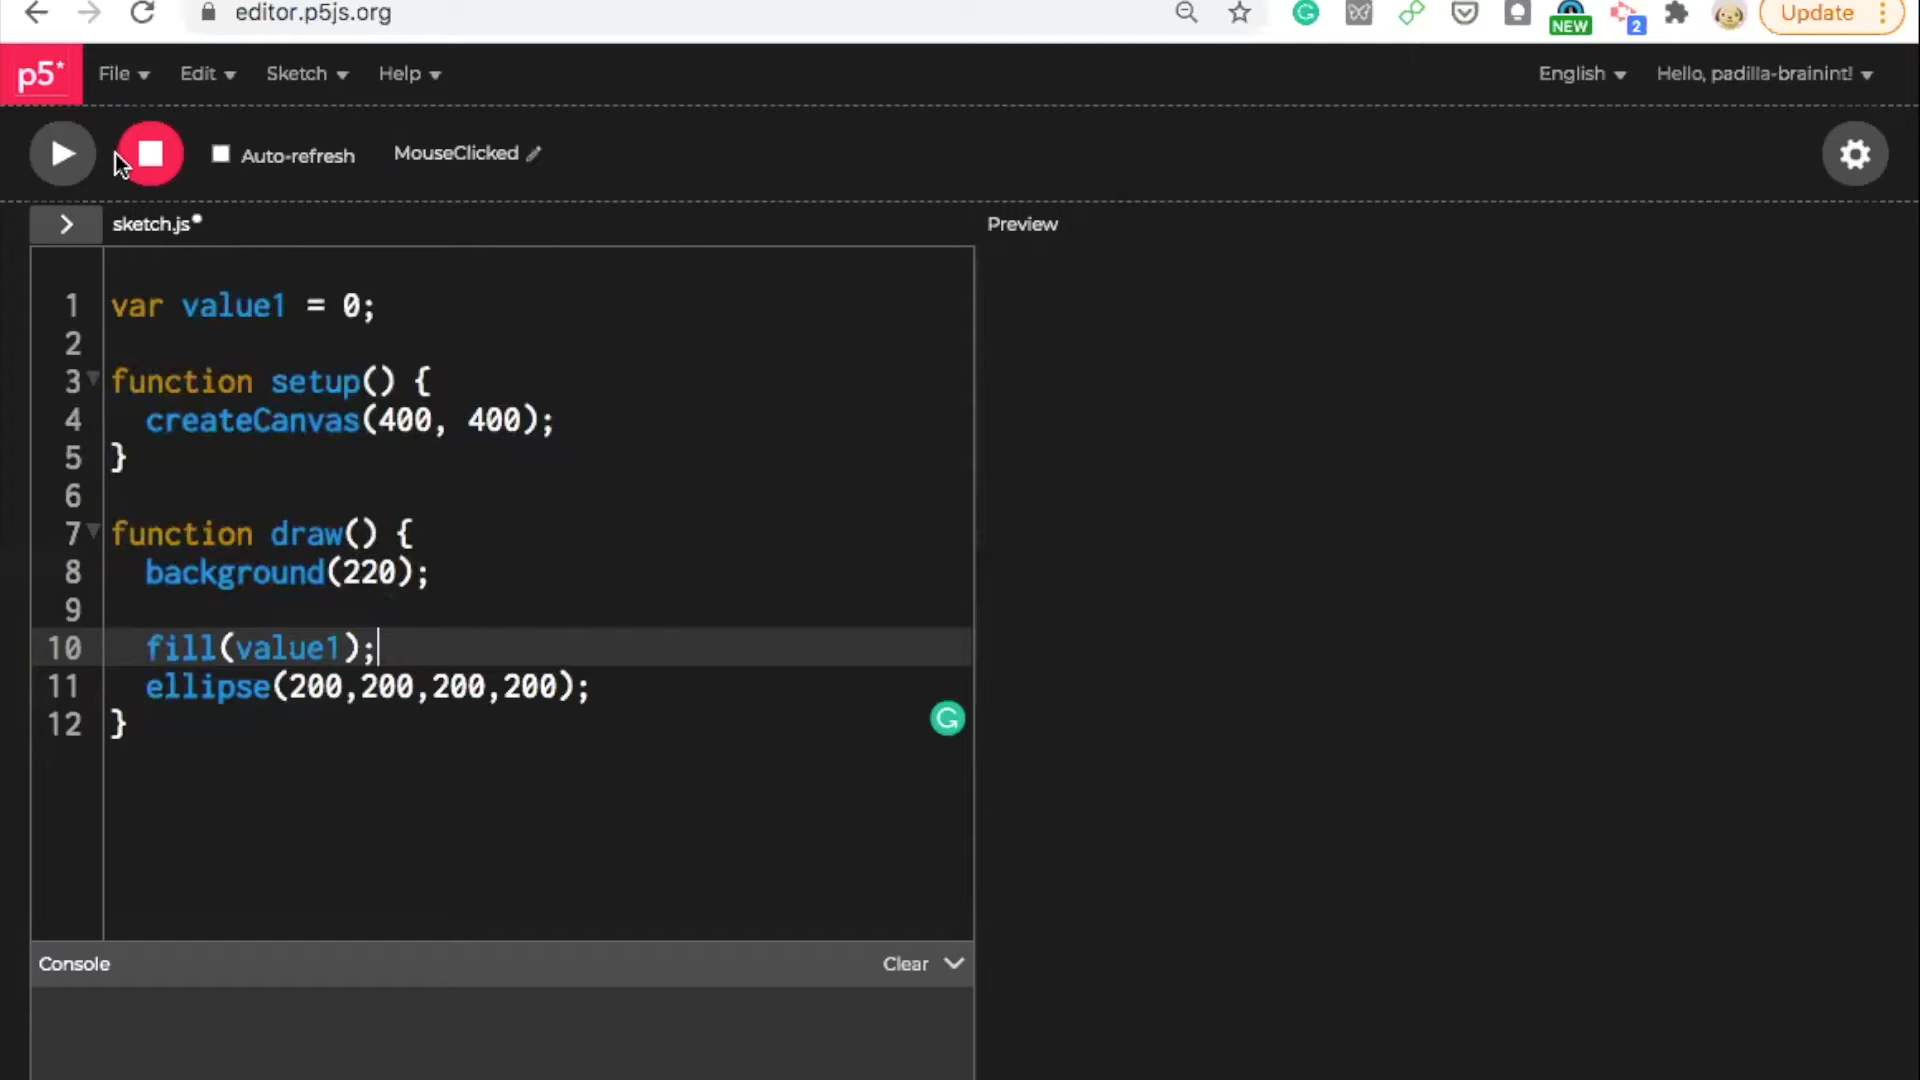 editor.p5js.org
NEW
2
Update
p5*
File
Edit
Sketch
Help
English
Hello, padilla-brainint!
Auto-refresh
MouseClicked
sketch.js
Preview
1 var value1 = 0;
2
3 function setup() {
4 createCanvas(400, 400);
5 }
6
7 function draw() {
8 background(220);
9
10 fill(value1);
11 ellipse(200,200,200,200);
12 }
G
Console
Clear